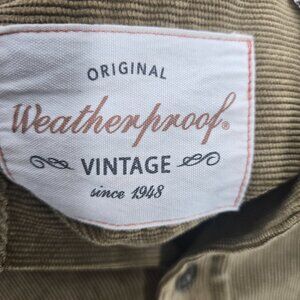 ORIGINAL
Weatherproof®
VINTAGE
since 1948